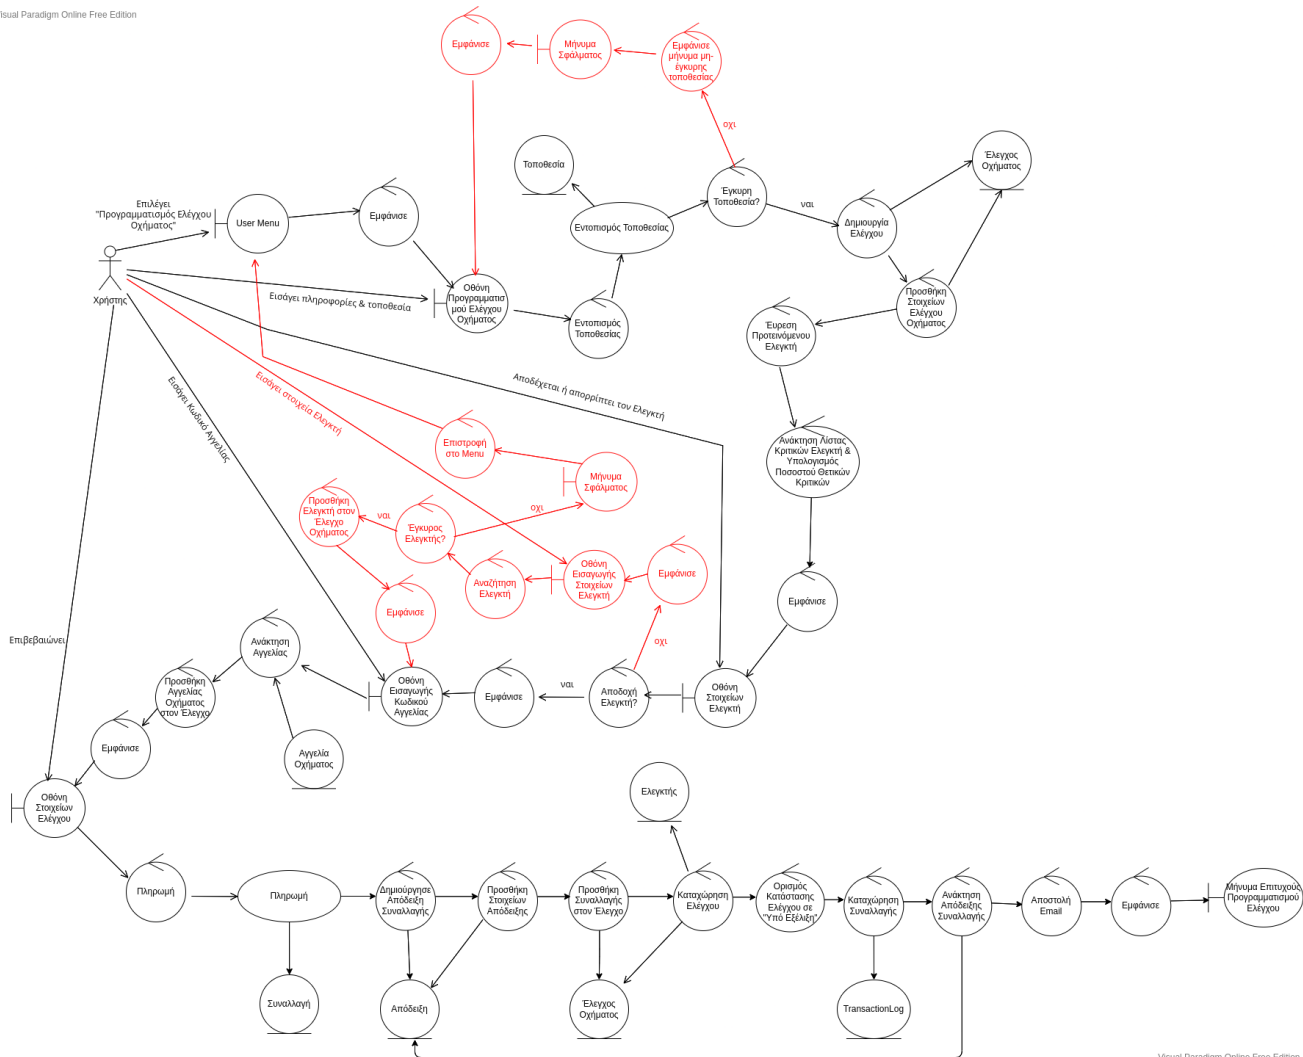 Visual Paradigm Online Free Edition
Εμφάνισε
Μήνυμα
Σφάλματος
Εμφάνισε
μήνυμα μη-
έγκυρης
τοποθεσίας
οχι
Τοποθεσία
Έλεγχος
Οχήματος
Έγκυρη
Τοποθεσία?
ναι
Επιλέγει
"Προγραμματισμός Ελέγχου
Οχήματος"
User Menu
Εμφάνισε
Εντοπισμός Τοποθεσίας
Δημιουργία
Ελέγχου
Χρήστης
Εισάγει πληροφορίες & τοποθεσία
Οθόνη
Προγραμματισ
μού Ελέγχου
Οχήματος
Εντοπισμός
Τοποθεσίας
Προσθήκη
Στοιχείων
Ελέγχου
Οχήματος
Έυρεση
Προτεινόμενου
Ελεγκτή
Εισάγει Κωδικό Αγγελίας
Εισάγει στοιχεία Ελεγκτή
Αποδέχεται ή απορρίπτει τον Ελεγκτή
Επιστροφή
στο Menu
Ανάκτηση Λίστας
Κριτικών Ελεγκτή &
Υπολογισμός
Ποσοστού Θετικών
Κριτικών
Μήνυμα
Σφάλματος
Προσθήκη
Ελεγκτή στον
Έλεγχο
Οχήματος
ναι
Έγκυρος
Ελεγκτής?
οχι
Αναζήτηση
Ελεγκτή
Οθόνη
Εισαγωγής
Στοιχείων
Ελεγκτή
Εμφάνισε
Εμφάνισε
Εμφάνισε
οχι
Επιβεβαιώνει
Ανάκτηση
Αγγελίας
Προσθήκη
Αγγελίας
Οχήματος
στον Έλεγχο
Οθόνη
Εισαγωγής
Κωδικού
Αγγελίας
Εμφάνισε
ναι
Αποδοχή
Ελεγκτή?
Οθόνη
Στοιχείων
Ελεγκτή
Εμφάνισε
Αγγελία
Οχήματος
Οθόνη
Στοιχείων
Ελέγχου
Ελεγκτής
Πληρωμή
Πληρωμή
Δημιούργησε
Απόδειξη
Συναλλαγής
Προσθήκη
Στοιχείων
Απόδειξης
Προσθήκη
Συναλλαγής
στον Έλεγχο
Καταχώρηση
Ελέγχου
Ορισμός
Κατάστασης
Ελέγχου σε
"Υπό Εξέλιξη"
Καταχώρηση
Συναλλαγής
Ανάκτηση
Απόδειξης
Συναλλαγής
Αποστολή
Email
Εμφάνισε
Μήνυμα Επιτυχούς
Προγραμματισμού
Ελέγχου
Συναλλαγή
Απόδειξη
Έλεγχος
Οχήματος
TransactionLog
Visual Paradigm Online Free Edition